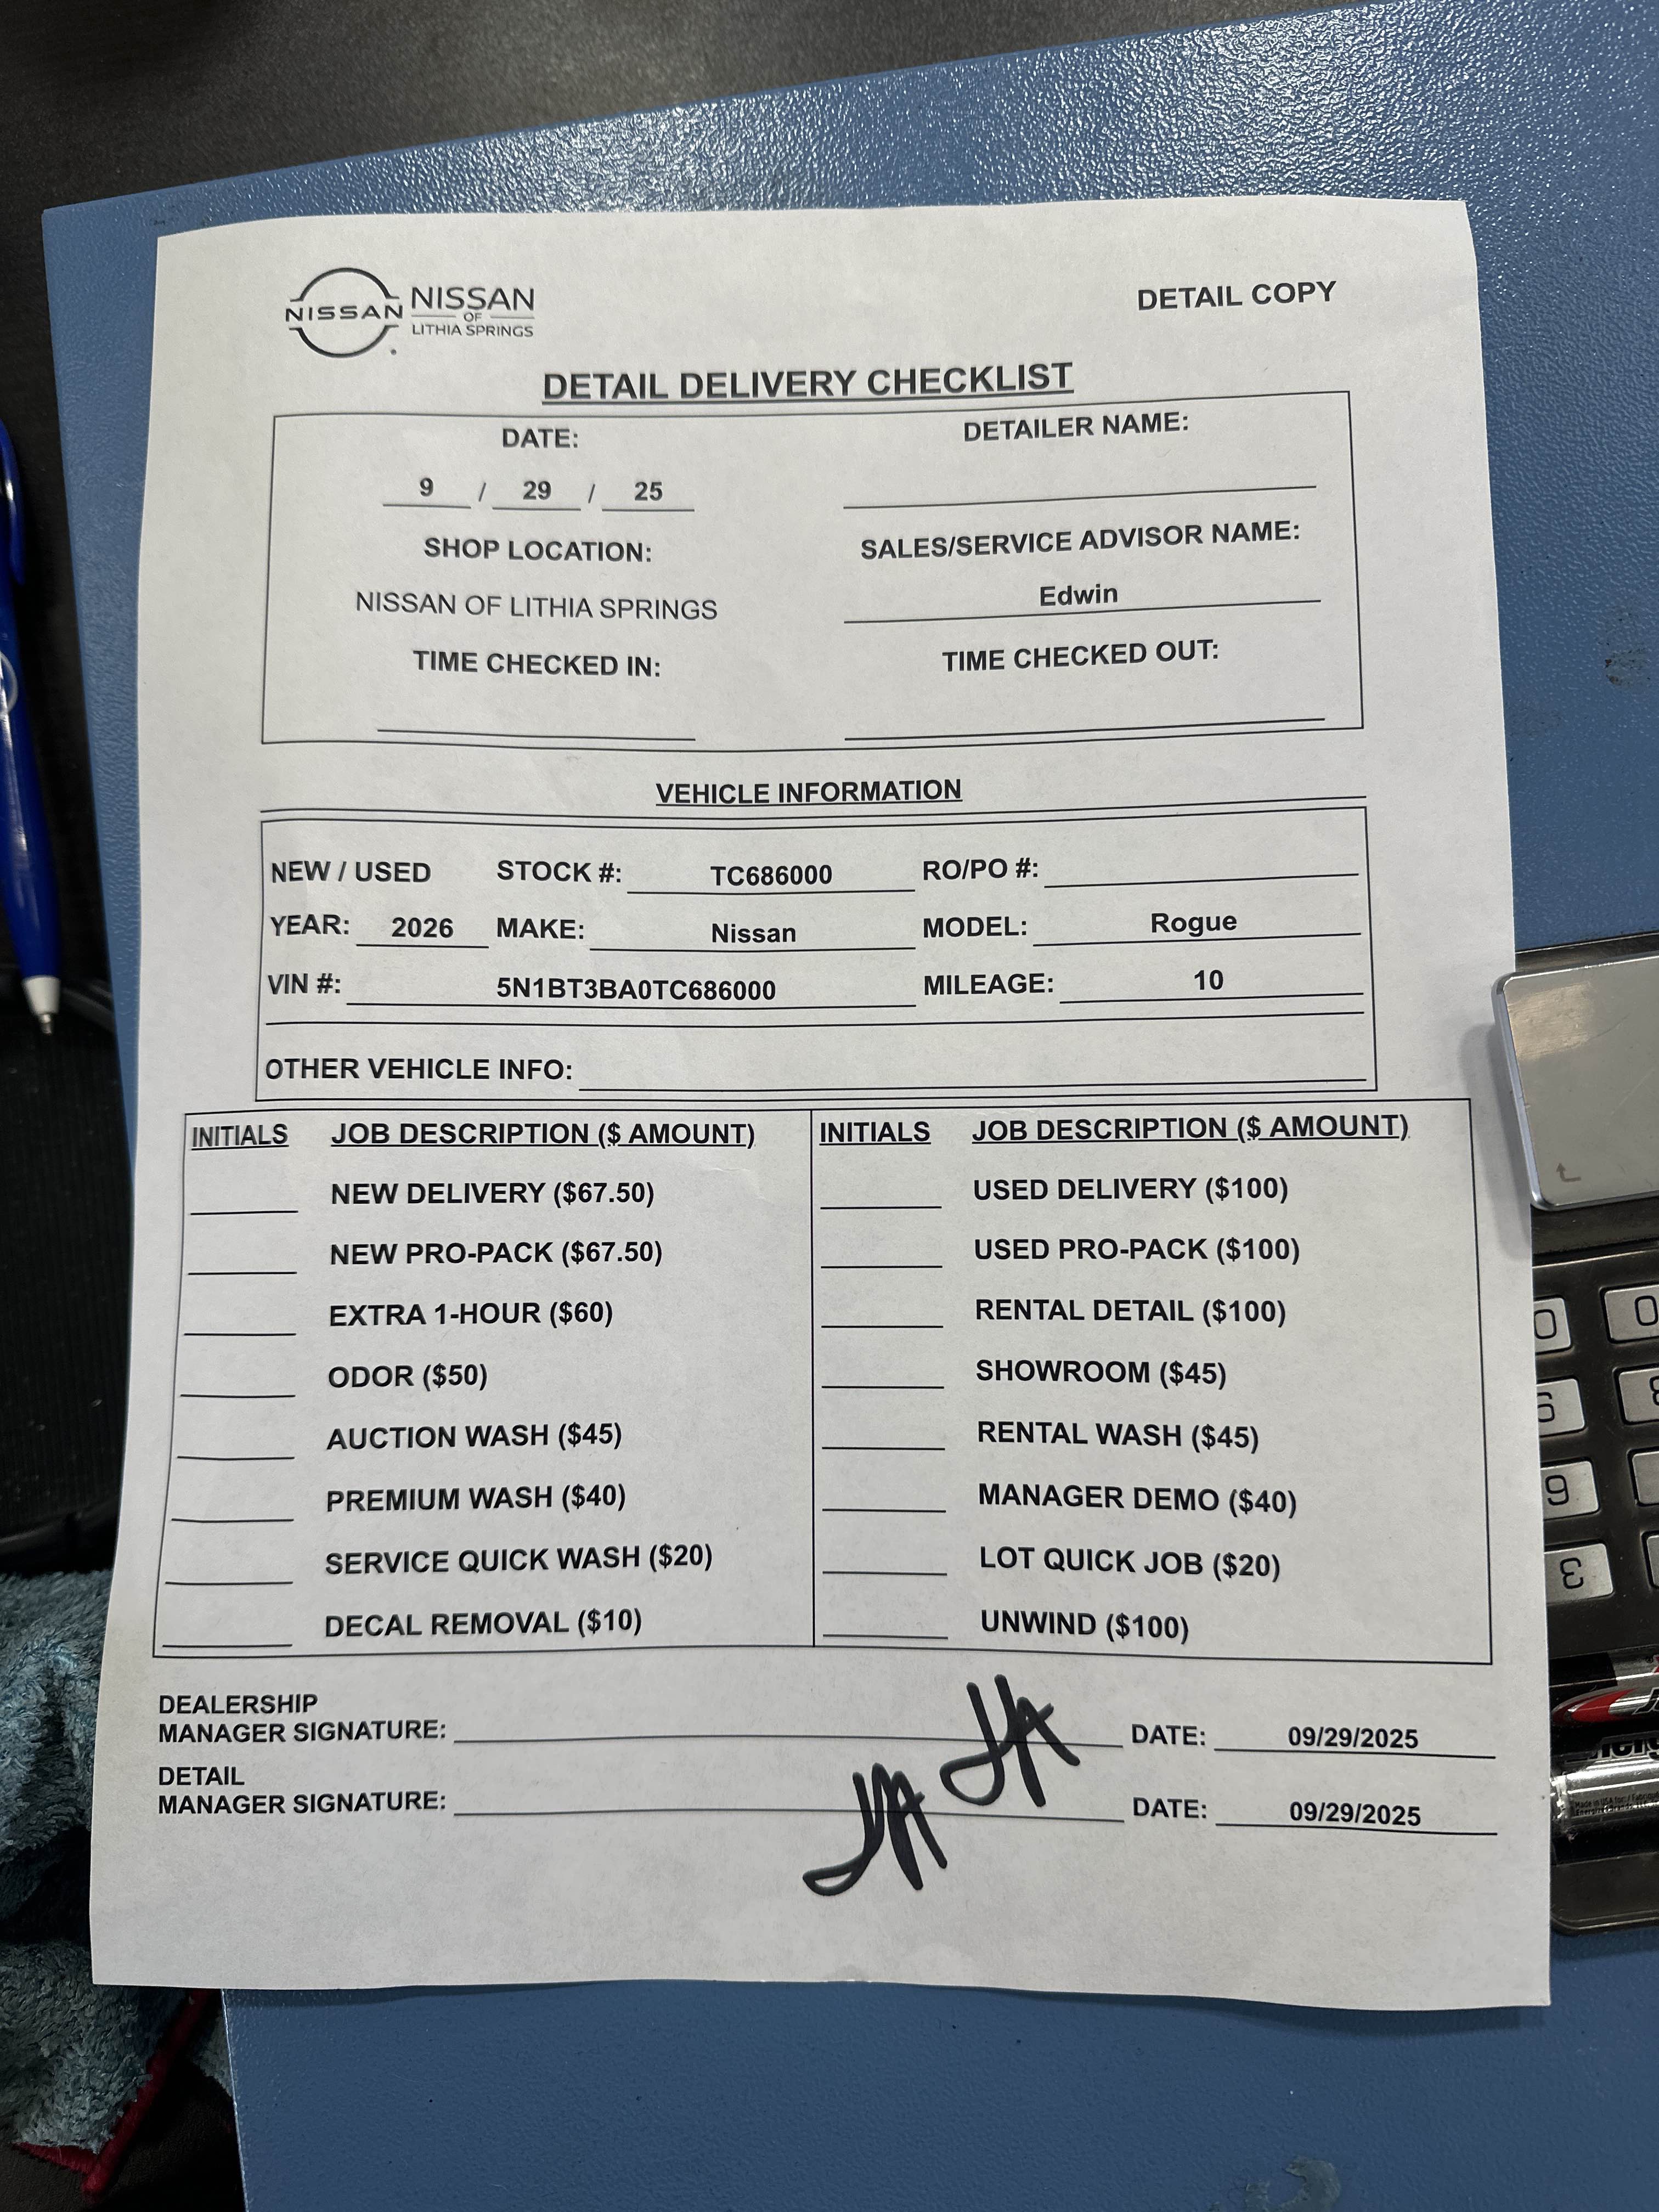 NISSAN NISSAN
OF
LITHIA SPRINGS
DETAIL COPY
DETAIL DELIVERY CHECKLIST
DATE:
9 / 29 / 25
DETAILER NAME:
SHOP LOCATION:
NISSAN OF LITHIA SPRINGS
SALES/SERVICE ADVISOR NAME:
Edwin
TIME CHECKED IN:
TIME CHECKED OUT:
VEHICLE INFORMATION
NEW / USED STOCK #: TC686000 RO/PO #:
YEAR: 2026 MAKE: Nissan MODEL: Rogue
VIN #: 5N1BT3BA0TC686000 MILEAGE: 10
OTHER VEHICLE INFO:
INITIALS JOB DESCRIPTION ($ AMOUNT)
NEW DELIVERY ($67.50)
NEW PRO-PACK ($67.50)
EXTRA 1-HOUR ($60)
ODOR ($50)
AUCTION WASH ($45)
PREMIUM WASH ($40)
SERVICE QUICK WASH ($20)
DECAL REMOVAL ($10)
INITIALS JOB DESCRIPTION ($ AMOUNT)
USED DELIVERY ($100)
USED PRO-PACK ($100)
RENTAL DETAIL ($100)
SHOWROOM ($45)
RENTAL WASH ($45)
MANAGER DEMO ($40)
LOT QUICK JOB ($20)
UNWIND ($100)
DEALERSHIP
MANAGER SIGNATURE: DATE: 09/29/2025
DETAIL
MANAGER SIGNATURE: DATE: 09/29/2025